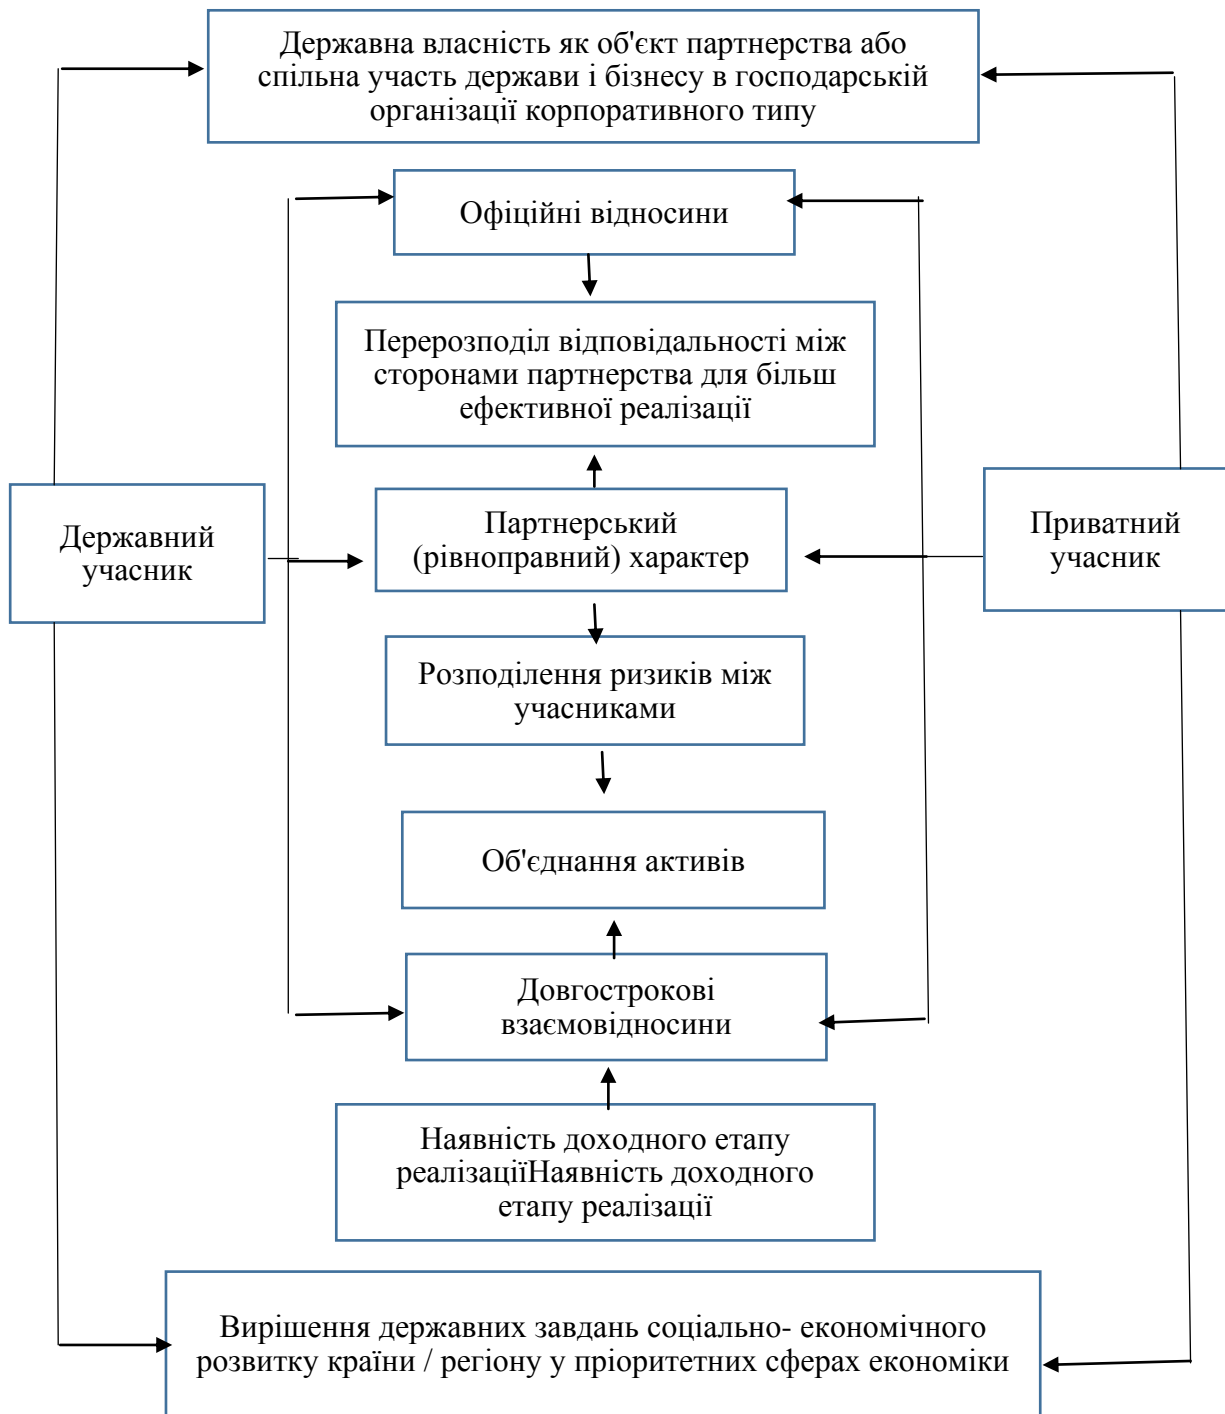 Державна власність як об'єкт партнерства або
спільна участь держави і бізнесу в господарській
організації корпоративного типу
Офіційні відносини
Перерозподіл відповідальності між
сторонами партнерства для більш
ефективної реалізації
Державний
учасник
Партнерський
(рівноправний) характер
Приватний
учасник
Розподілення ризиків між
учасниками
Об'єднання активів
Довгострокові
взаємовідносини
Наявність доходного етапу
реалізаціїНаявність доходного
етапу реалізації
Вирішення державних завдань соціально- економічного
розвитку країни / регіону у пріоритетних сферах економіки